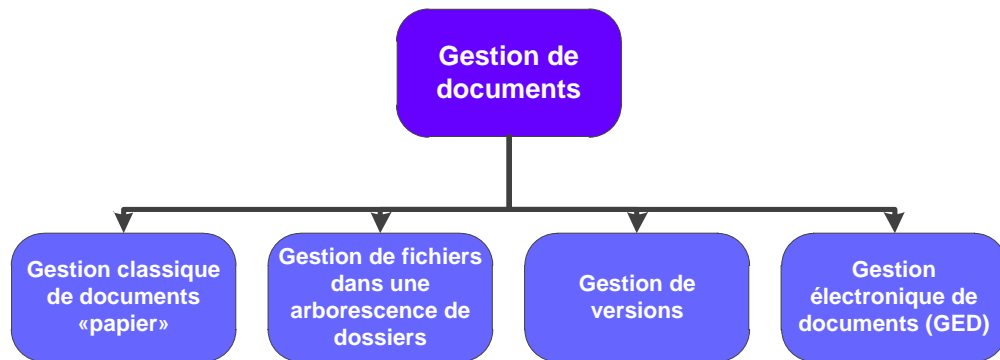 Gestion de
documents
Gestion classique
de documents
«papier»
Gestion de fichiers
dans une
arborescence de
dossiers
Gestion de
versions
Gestion
électronique de
documents (GED)